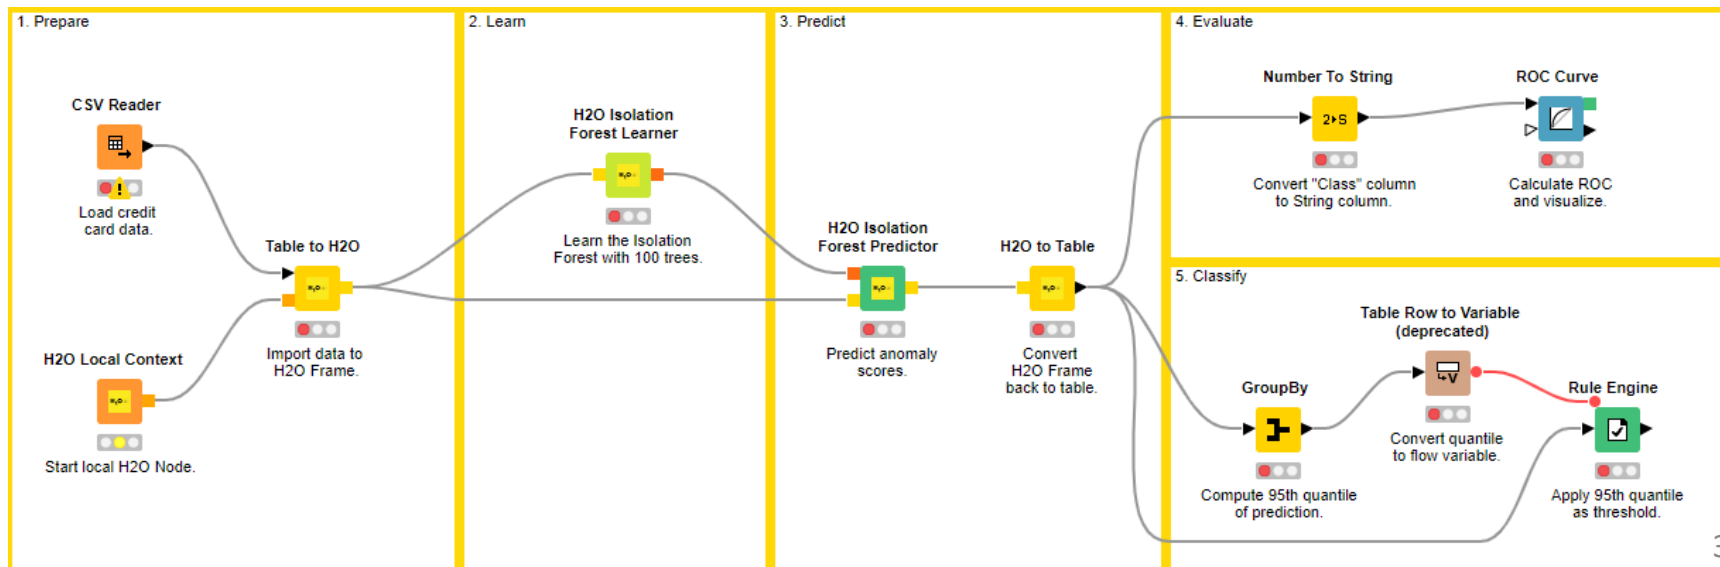 1. Prepare
CSV Reader
Load credit
card data.
H2O Local Context
Start local H2O Node.
Table to H2O
Import data to
H2O Frame.
2. Learn
H2O Isolation
Forest Learner
Learn the Isolation
Forest with 100 trees.
3. Predict
H2O Isolation
Forest Predictor
Predict anomaly
scores.
H2O to Table
Convert
H2O Frame
back to table.
4. Evaluate
Number To String
2▸S
Convert "Class" column
to String column.
ROC Curve
Calculate ROC
and visualize.
5. Classify
GroupBy
Compute 95th quantile
of prediction.
Table Row to Variable
(deprecated)
V
Convert quantile
to flow variable.
Rule Engine
Apply 95th quantile
as threshold.